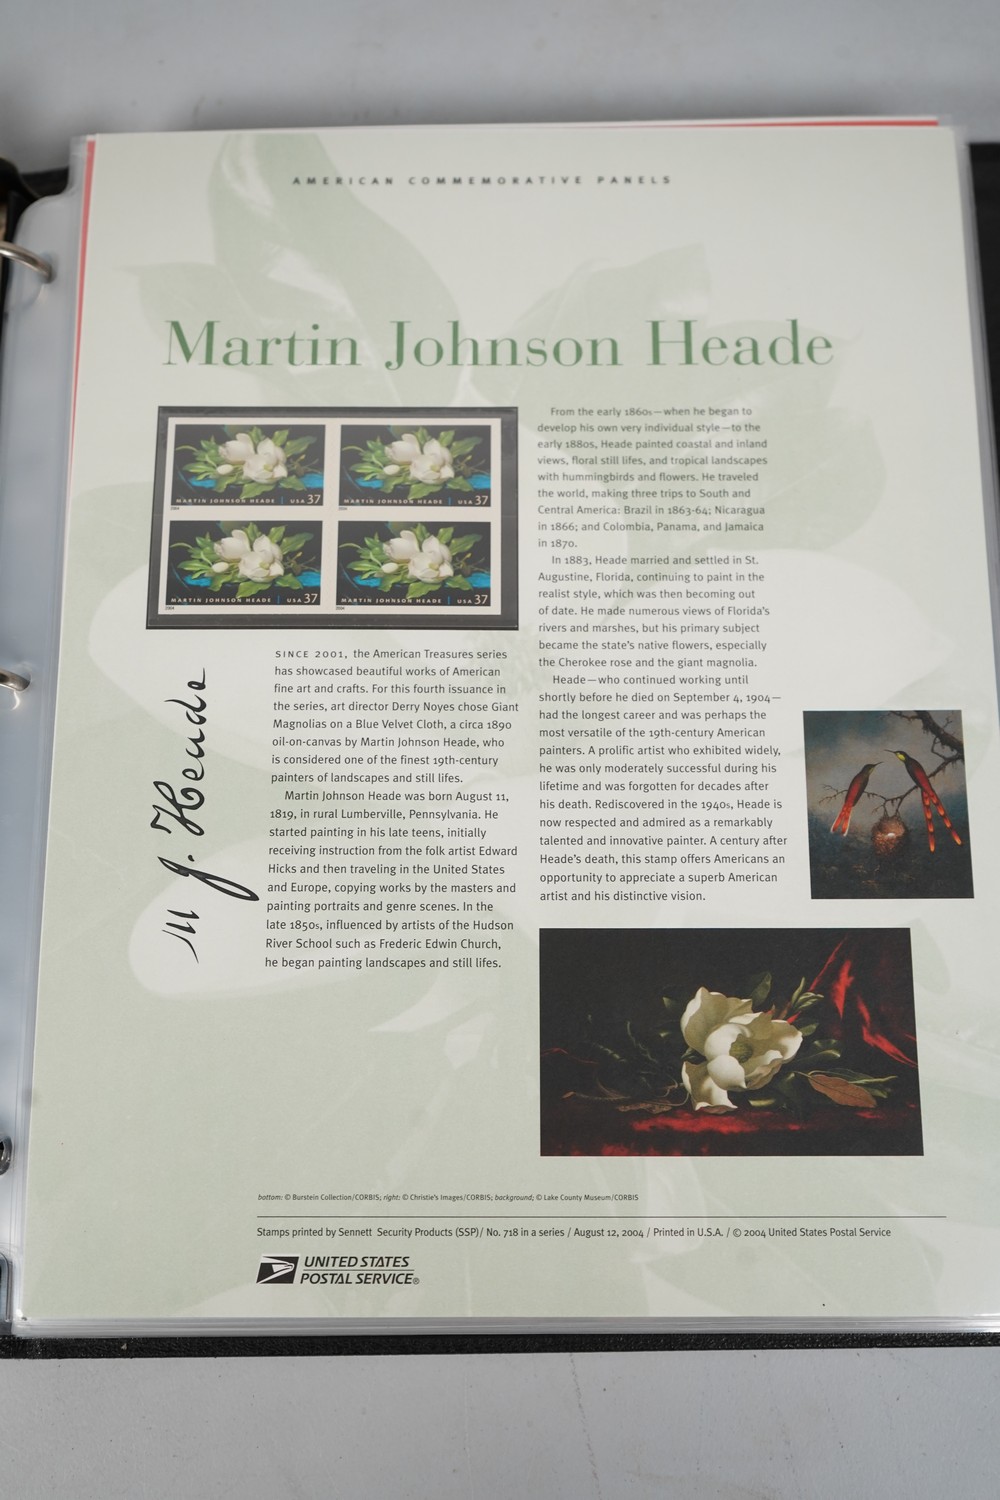 AMERICAN COMMEMORATIVE PANELS
Martin Johnson Heade
MARTIN JOHNSON HEADE | USA 37
2004
MARTIN JOHNSON HEADE | USA 37
2004
MARTIN JOHNSON HEADE | USA 37
2004
MARTIN JOHNSON HEADE | USA 37
2004
M. J. Heade
SINCE 2001, the American Treasures series
has showcased beautiful works of American
fine art and crafts. For this fourth issuance in
the series, art director Derry Noyes chose Giant
Magnolias on a Blue Velvet Cloth, a circa 1890
oil-on-canvas by Martin Johnson Heade, who
is considered one of the finest 19th-century
painters of landscapes and still lifes.
Martin Johnson Heade was born August 11,
1819, in rural Lumberville, Pennsylvania. He
started painting in his late teens, initially
receiving instruction from the folk artist Edward
Hicks and then traveling in the United States
and Europe, copying works by the masters and
painting portraits and genre scenes. In the
late 1850s, influenced by artists of the Hudson
River School such as Frederic Edwin Church,
he began painting landscapes and still lifes.
From the early 1860s—when he began to
develop his own very individual style—to the
early 1880s, Heade painted coastal and inland
views, floral still lifes, and tropical landscapes
with hummingbirds and flowers. He traveled
the world, making three trips to South and
Central America: Brazil in 1863-64; Nicaragua
in 1866; and Colombia, Panama, and Jamaica
in 1870.
In 1883, Heade married and settled in St.
Augustine, Florida, continuing to paint in the
realist style, which was then becoming out
of date. He made numerous views of Florida's
rivers and marshes, but his primary subject
became the state's native flowers, especially
the Cherokee rose and the giant magnolia.
Heade—who continued working until
shortly before he died on September 4, 1904—
had the longest career and was perhaps the
most versatile of the 19th-century American
painters. A prolific artist who exhibited widely,
he was only moderately successful during his
lifetime and was forgotten for decades after
his death. Rediscovered in the 1940s, Heade is
now respected and admired as a remarkably
talented and innovative painter. A century after
Heade's death, this stamp offers Americans an
opportunity to appreciate a superb American
artist and his distinctive vision.
bottom: © Burstein Collection/CORBIS; right: © Christie's Images/CORBIS; background; © Lake County Museum/CORBIS
Stamps printed by Sennett Security Products (SSP)/ No. 718 in a series / August 12, 2004 / Printed in U.S.A. / © 2004 United States Postal Service
UNITED STATES
POSTAL SERVICE®